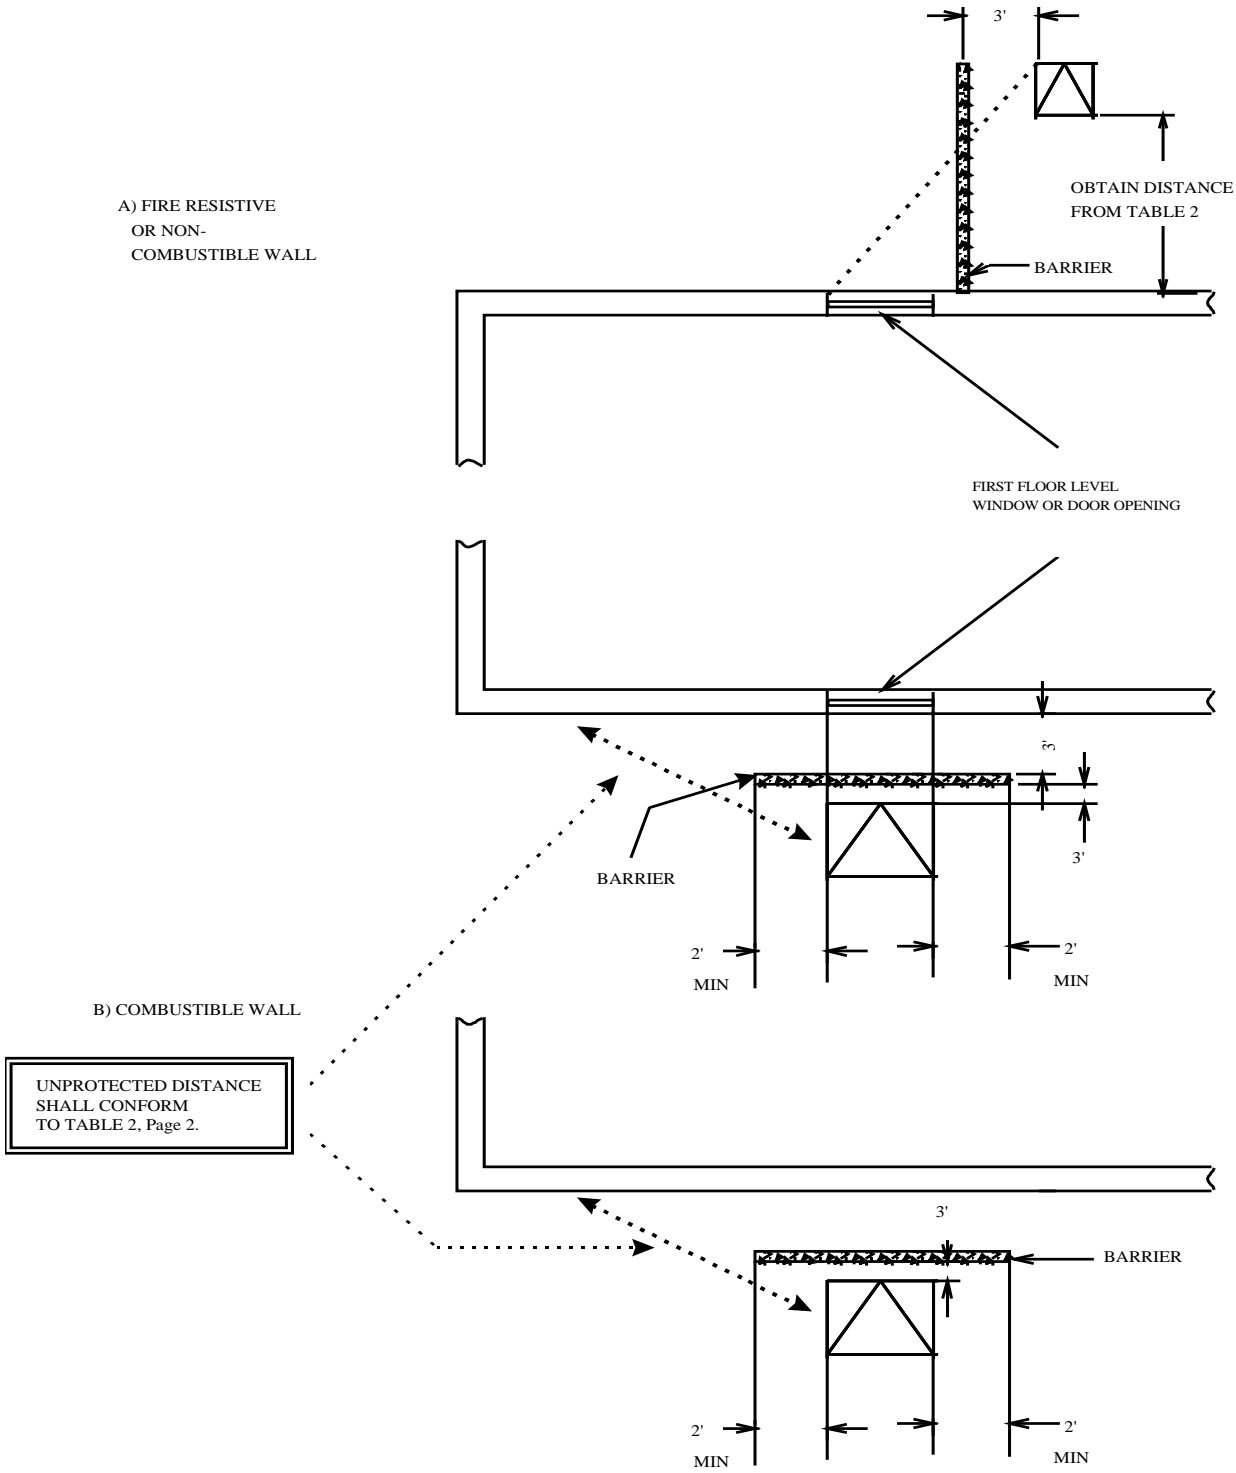 3'
OBTAIN DISTANCE
FROM TABLE 2
A) FIRE RESISTIVE
OR NON-
COMBUSTIBLE WALL
BARRIER
FIRST FLOOR LEVEL
WINDOW OR DOOR OPENING
3'
3'
BARRIER
2'
MIN
2'
MIN
B) COMBUSTIBLE WALL
UNPROTECTED DISTANCE
SHALL CONFORM
TO TABLE 2, Page 2.
3'
BARRIER
2'
MIN
2'
MIN